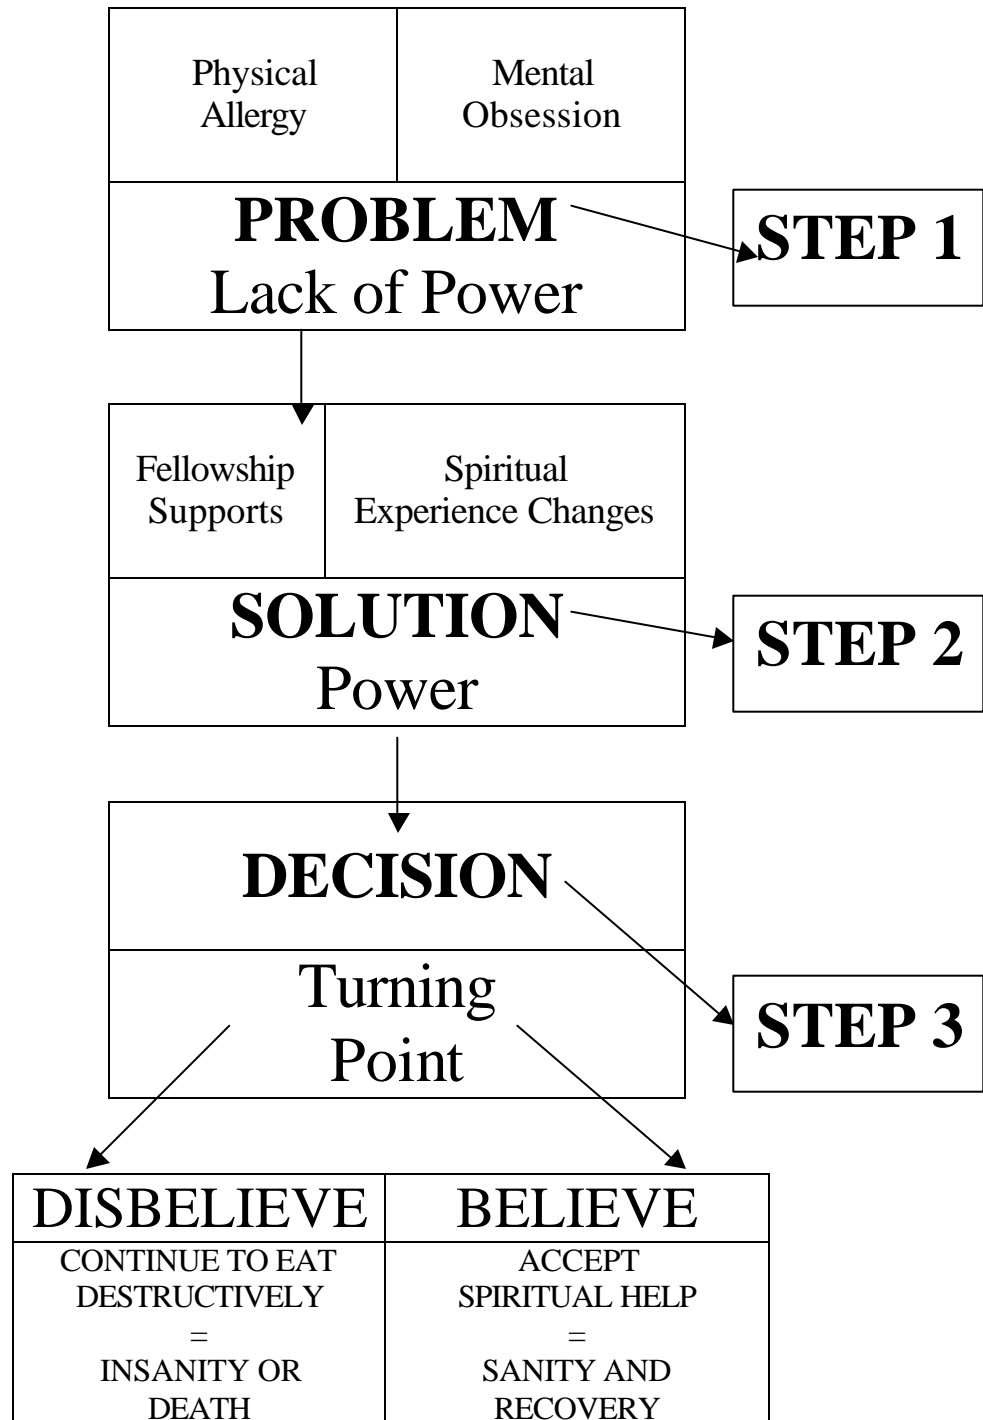 Physical
Allergy
Mental
Obsession
PROBLEM
Lack of Power
STEP 1
Fellowship
Supports
Spiritual
Experience Changes
SOLUTION
Power
STEP 2
DECISION
Turning
Point
STEP 3
DISBELIEVE
CONTINUE TO EAT
DESTRUCTIVELY
=
INSANITY OR
DEATH
BELIEVE
ACCEPT
SPIRITUAL HELP
=
SANITY AND
RECOVERY